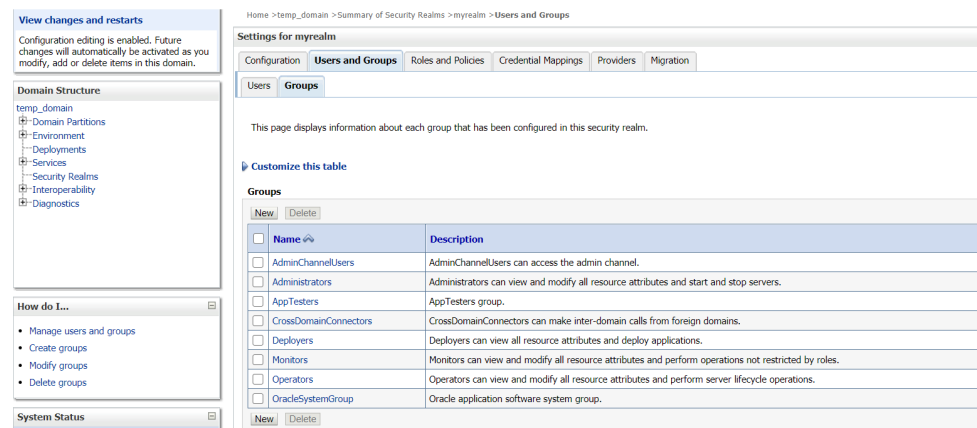 View changes and restarts
Configuration editing is enabled. Future
changes will automatically be activated as you
modify, add or delete items in this domain.
Domain Structure
temp_domain
Domain Partitions
Environment
Deployments
Services
Security Realms
Interoperability
Diagnostics
How do I...
Manage users and groups
Create groups
Modify groups
Delete groups
System Status
Home >temp_domain >Summary of Security Realms >myrealm >Users and Groups
Settings for myrealm
Configuration Users and Groups Roles and Policies Credential Mappings Providers Migration
Users Groups
This page displays information about each group that has been configured in this security realm.
Customize this table
Groups
New Delete
Name Description
AdminChannelUsers AdminChannelUsers can access the admin channel.
Administrators Administrators can view and modify all resource attributes and start and stop servers.
AppTesters AppTesters group.
CrossDomainConnectors CrossDomainConnectors can make inter-domain calls from foreign domains.
Deployers Deployers can view all resource attributes and deploy applications.
Monitors Monitors can view and modify all resource attributes and perform operations not restricted by roles.
Operators Operators can view and modify all resource attributes and perform server lifecycle operations.
OracleSystemGroup Oracle application software system group.
New Delete